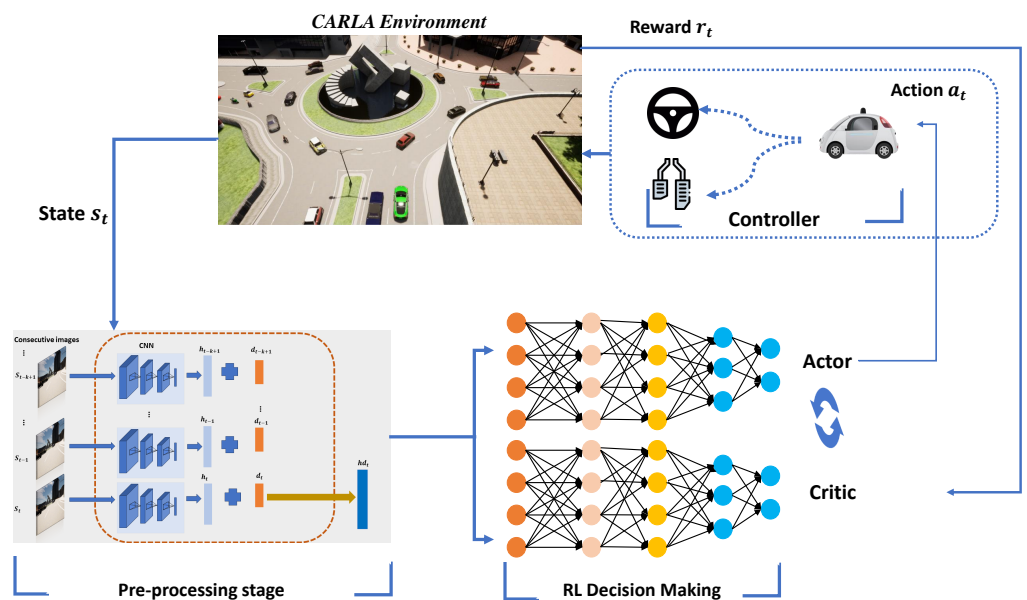 CARLA Environment
Reward r_t
Action a_t
Controller
State s_t
Consecutive images
CNN
h_{t-k+1}
d_{t-k+1}
⋮
S_{t-k+1}
⋮
⋮
⋮
h_{t-1}
d_{t-1}
S_{t-1}
h_t
d_t
hd_t
S_t
Actor
Critic
Pre-processing stage
RL Decision Making